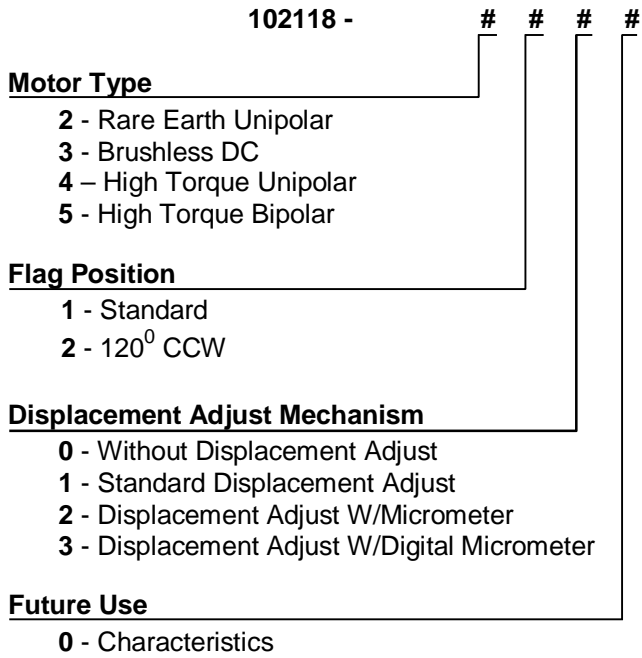 102118 - # # # #
Motor Type
2 - Rare Earth Unipolar
3 - Brushless DC
4 – High Torque Unipolar
5 - High Torque Bipolar
Flag Position
1 - Standard
2 - 120⁰ CCW
Displacement Adjust Mechanism
0 - Without Displacement Adjust
1 - Standard Displacement Adjust
2 - Displacement Adjust W/Micrometer
3 - Displacement Adjust W/Digital Micrometer
Future Use
0 - Characteristics